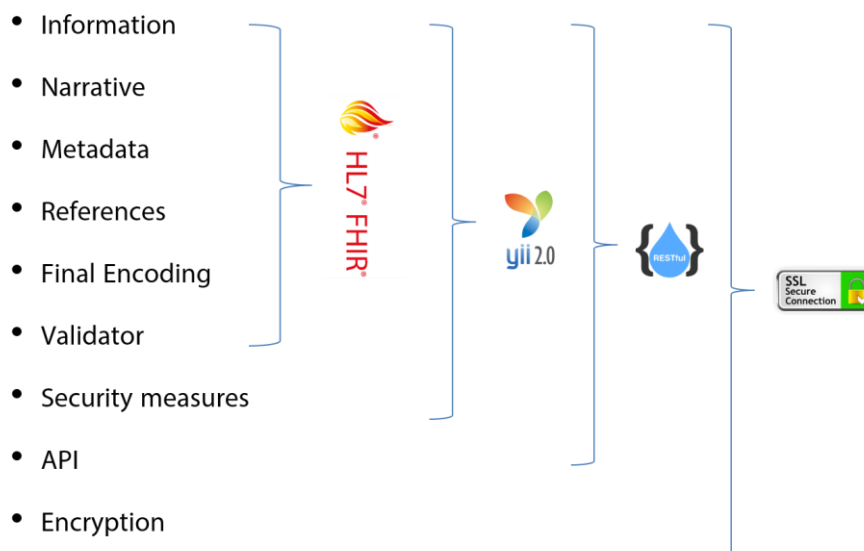 Information
Narrative
Metadata
References
Final Encoding
Validator
Security measures
API
Encryption
HL7® FHIR®
yii 2.0
{RESTful}
SSL
Secure
Connection